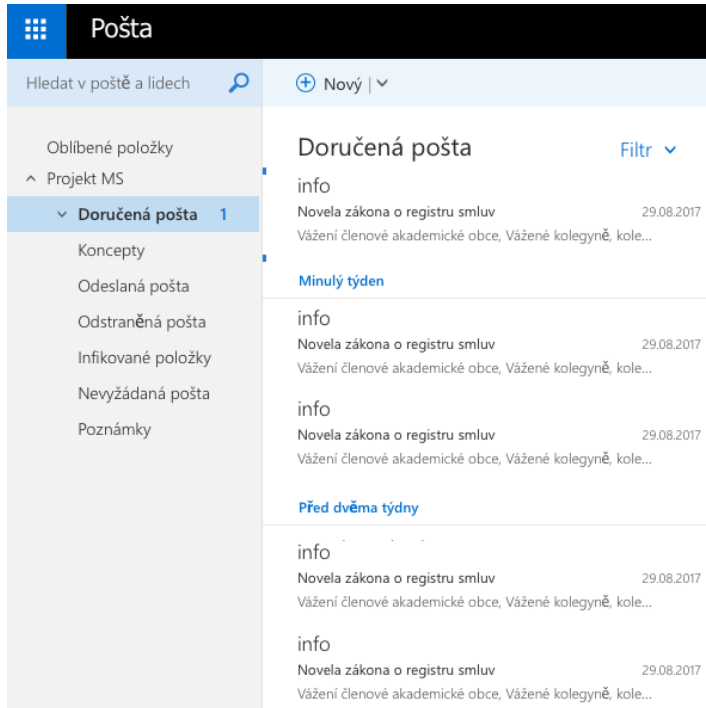 Pošta
Hledat v poště a lidech
Nový
Oblíbené položky
Projekt MS
Doručená pošta 1
Koncepty
Odeslaná pošta
Odstraněná pošta
Infikované položky
Nevyžádaná pošta
Poznámky
Doručená pošta Filtr
info
Novela zákona o registru smluv 29.08.2017
Vážení členové akademické obce, Vážené kolegyně, kole...
Minulý týden
info
Novela zákona o registru smluv 29.08.2017
Vážení členové akademické obce, Vážené kolegyně, kole...
info
Novela zákona o registru smluv 29.08.2017
Vážení členové akademické obce, Vážené kolegyně, kole...
Před dvěma týdny
info
Novela zákona o registru smluv 29.08.2017
Vážení členové akademické obce, Vážené kolegyně, kole...
info
Novela zákona o registru smluv 29.08.2017
Vážení členové akademické obce, Vážené kolegyně, kole...